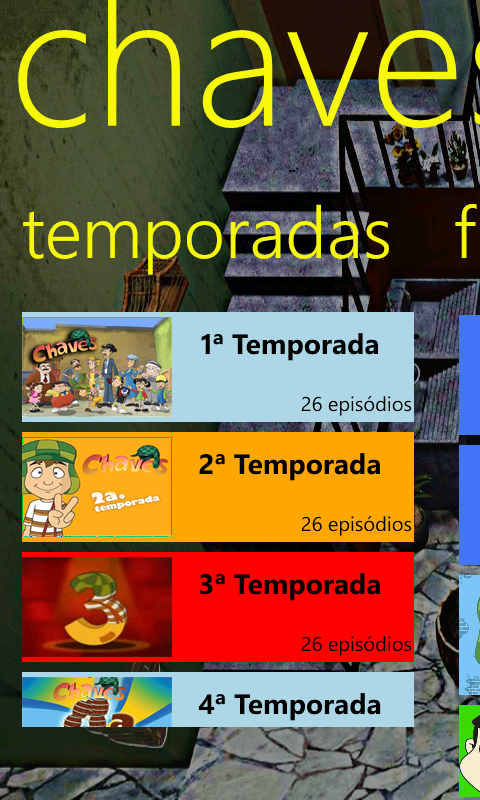 chaves
temporadas f
Chaves
1ª Temporada
26 episódios
Chaves
2a.
temporada
2ª Temporada
26 episódios
3
3ª Temporada
26 episódios
Chaves
4ª Temporada